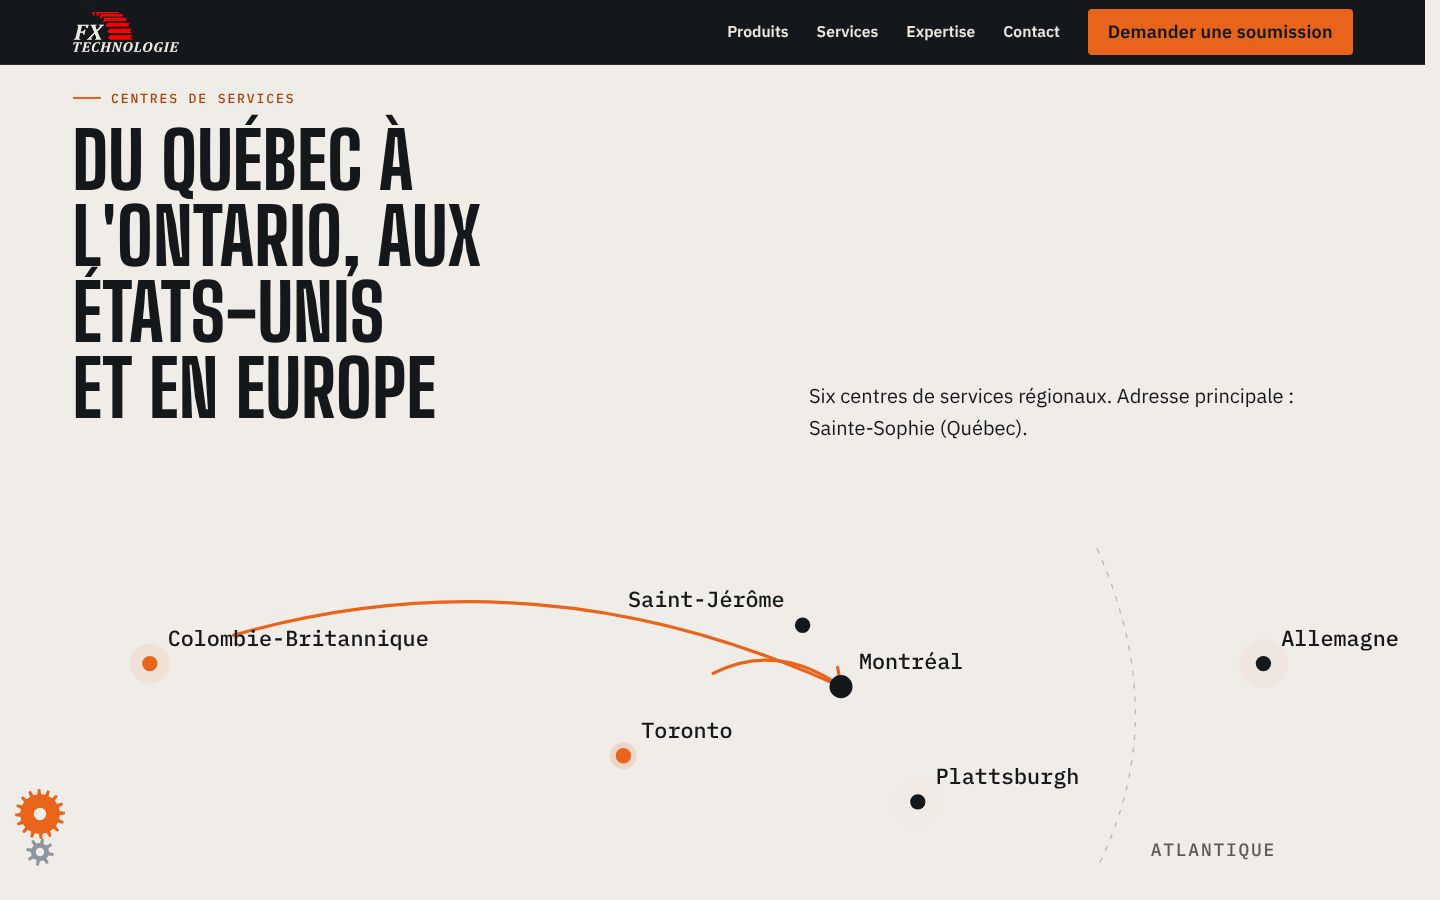 FX
TECHNOLOGIE
Produits Services Expertise Contact Demander une soumission
CENTRES DE SERVICES
DU QUÉBEC À
L'ONTARIO, AUX
ÉTATS-UNIS
ET EN EUROPE
Six centres de services régionaux. Adresse principale :
Sainte-Sophie (Québec).
Saint-Jérôme
Colombie-Britannique
Allemagne
Montréal
Toronto
Plattsburgh
ATLANTIQUE